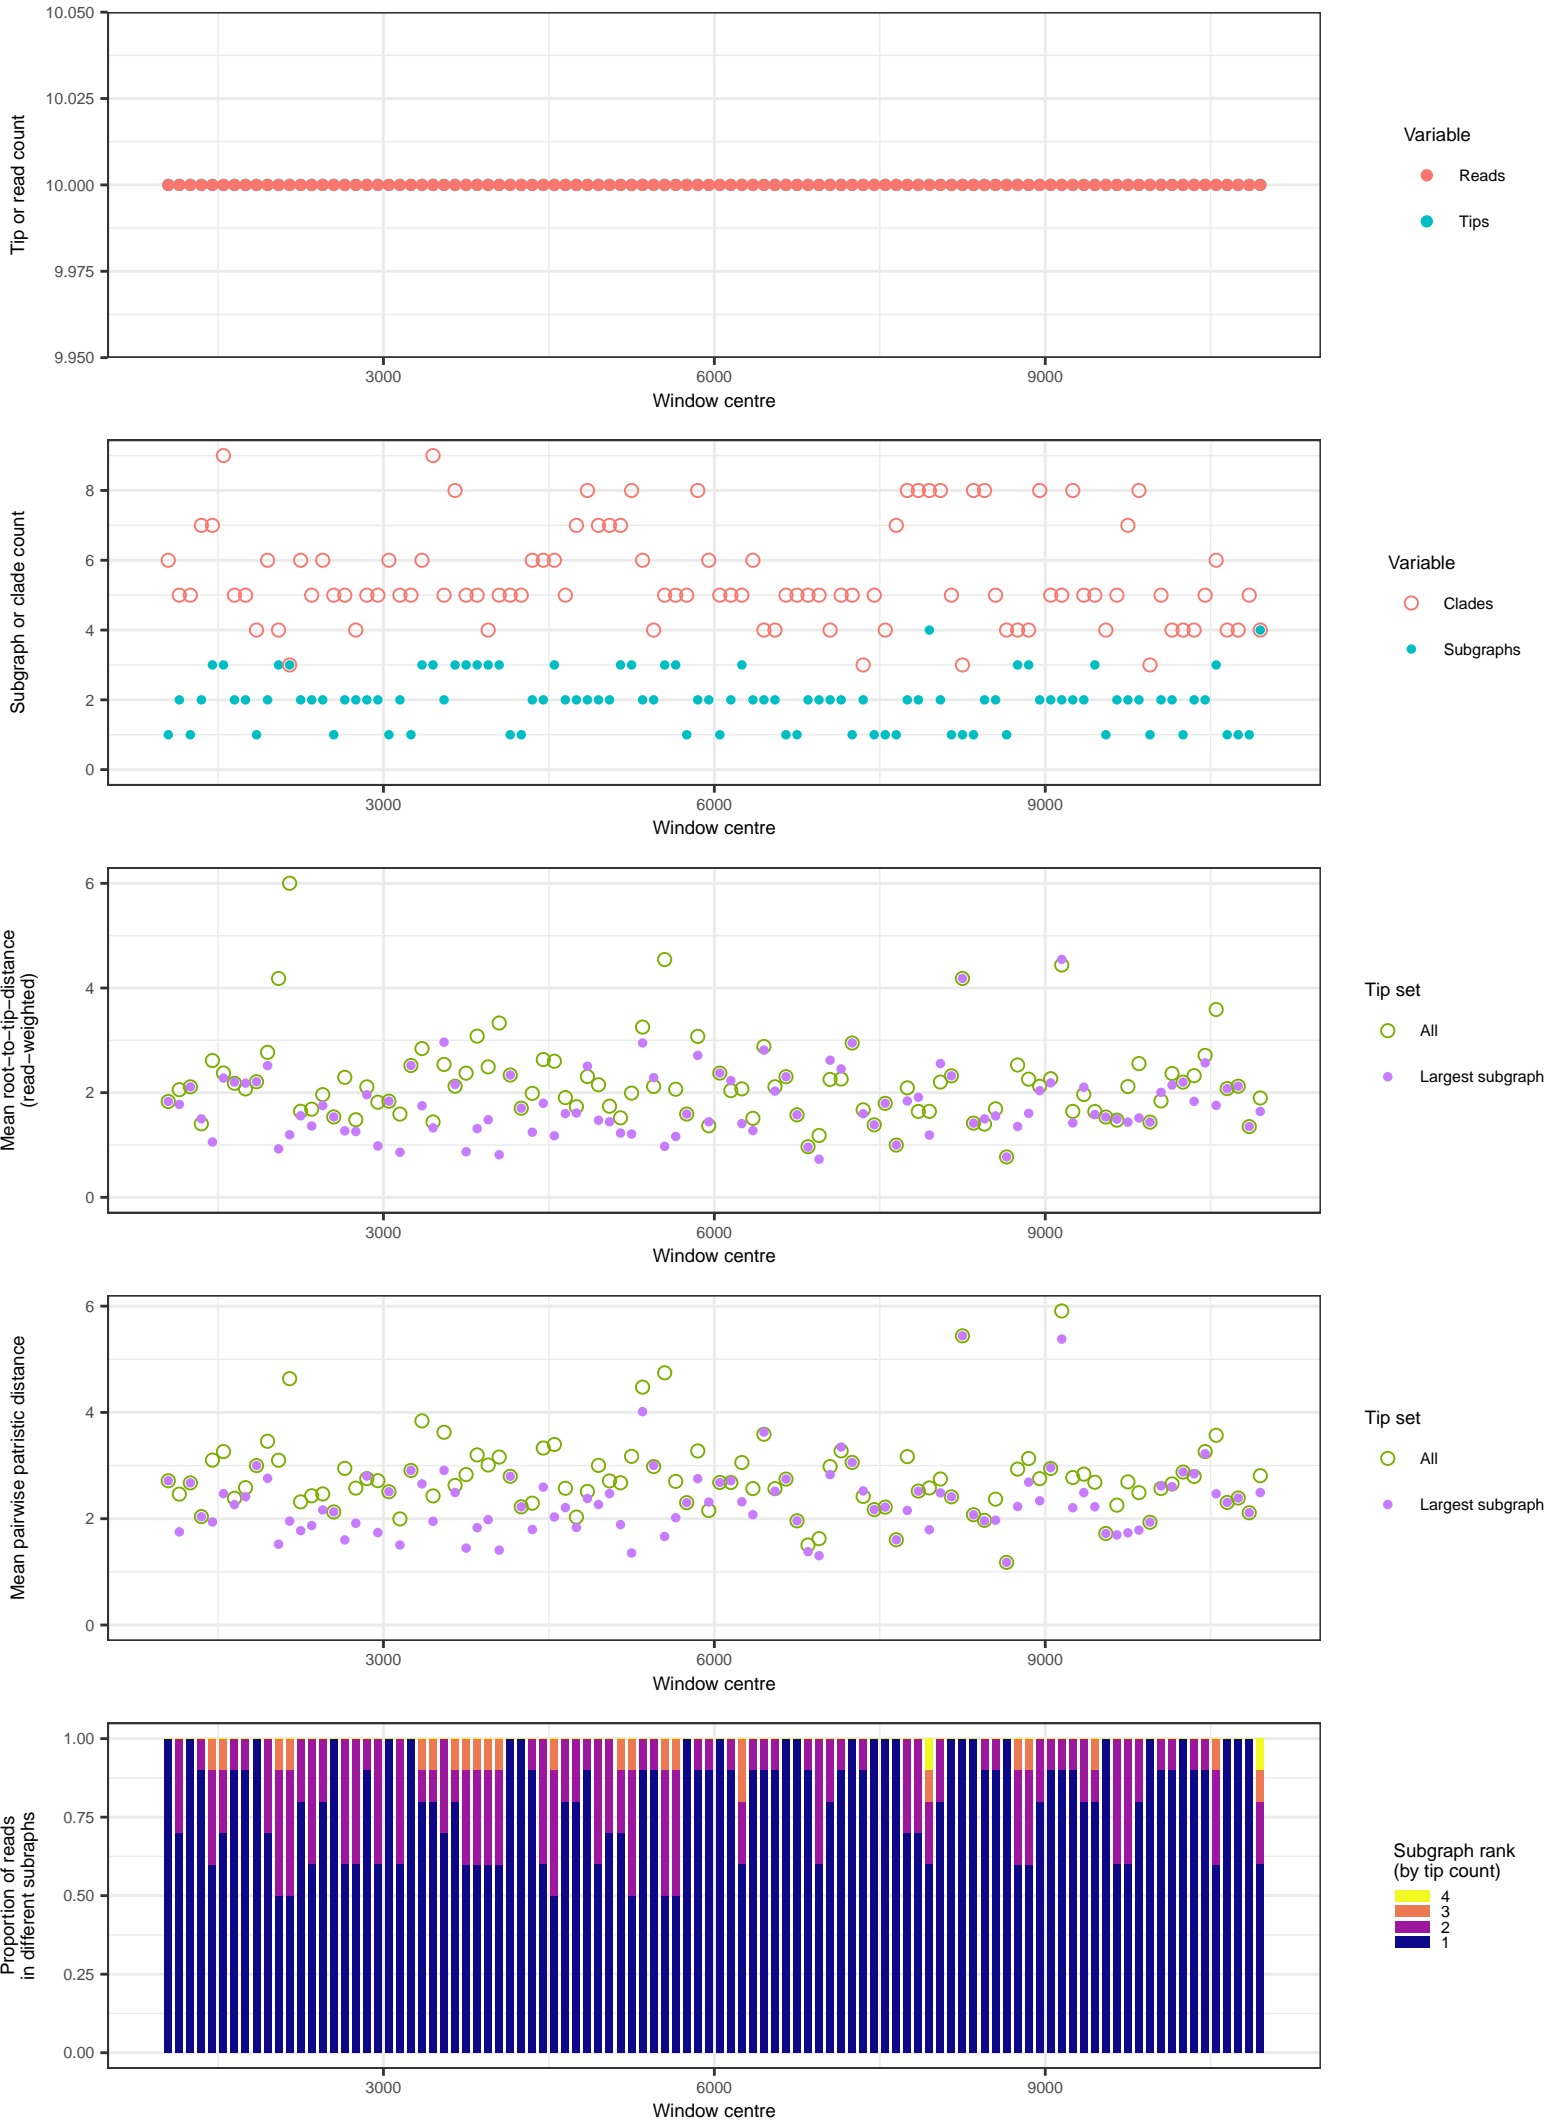 10.050
10.025
10.000
9.975
9.950
Tip or read count
3000
6000
9000
Window centre
Variable
Reads
Tips
8
6
4
2
0
Subgraph or clade count
3000
6000
9000
Window centre
Variable
Clades
Subgraphs
6
4
2
0
Mean root−to−tip−distance
(read−weighted)
3000
6000
9000
Window centre
Tip set
All
Largest subgraph
6
4
2
0
Mean pairwise patristic distance
3000
6000
9000
Window centre
Tip set
All
Largest subgraph
1.00
0.75
0.50
0.25
0.00
Proportion of reads
in different subraphs
3000
6000
9000
Window centre
Subgraph rank
(by tip count)
4
3
2
1